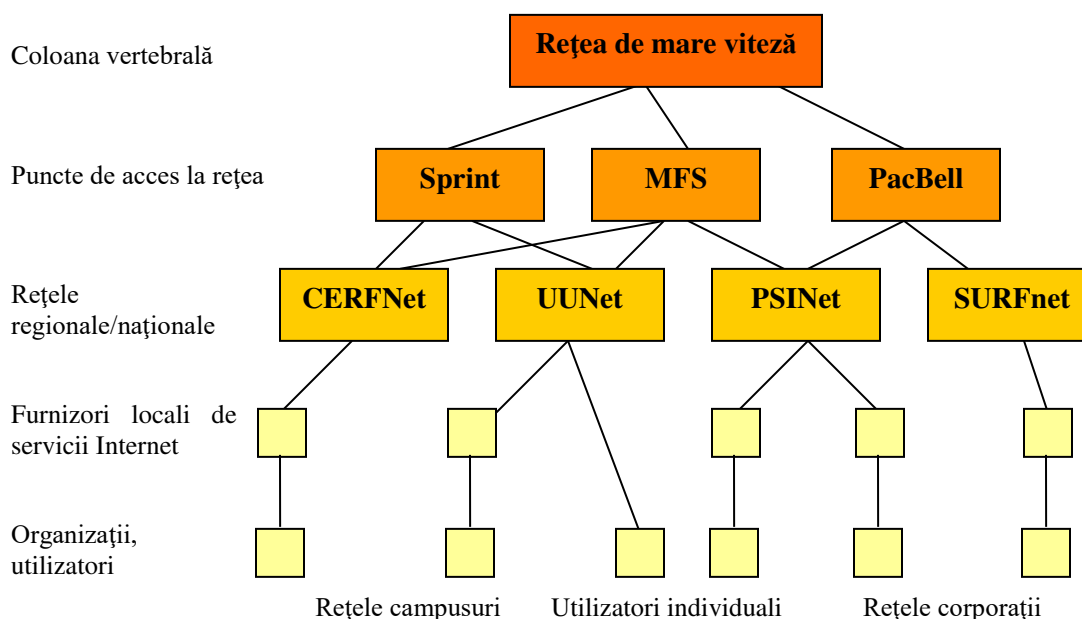 Coloana vertebrală
Reţea de mare viteză
Puncte de acces la reţea
Sprint
MFS
PacBell
Reţele
regionale/naţionale
CERFNet
UUNet
PSINet
SURFnet
Furnizori locali de
servicii Internet
Organizaţii,
utilizatori
Reţele campusuri
Utilizatori individuali
Reţele corporaţii